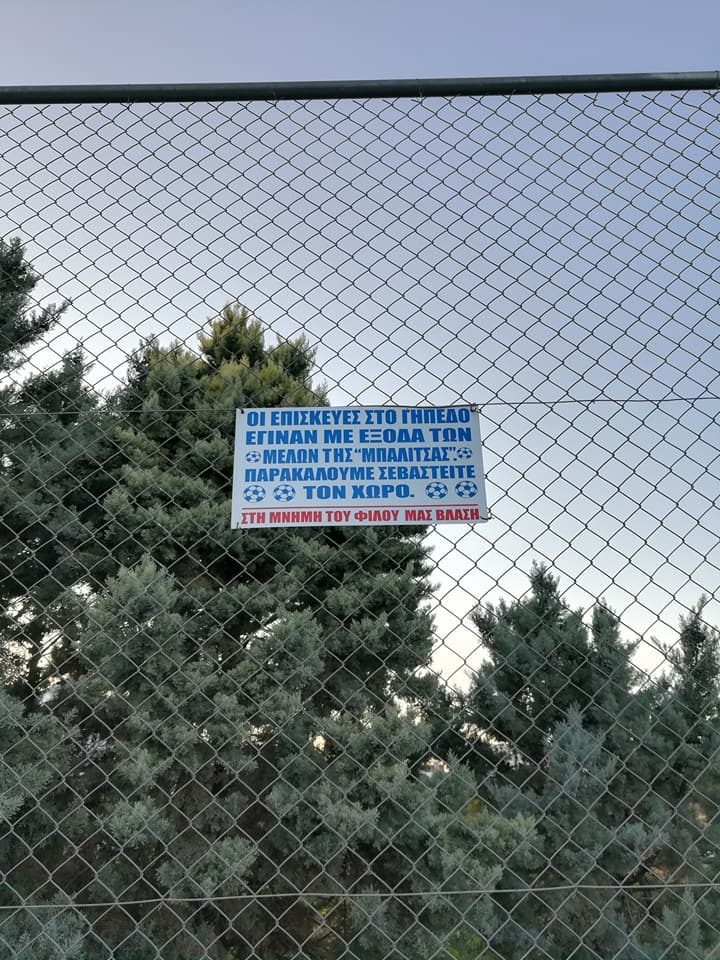 ΟΙ ΕΠΙΣΚΕΥΕΣ ΣΤΟ ΓΗΠΕΔΟ
ΕΓΙΝΑΝ ΜΕ ΕΞΟΔΑ ΤΩΝ
ΜΕΛΩΝ ΤΗΣ "ΜΠΑΛΙΤΣΑΣ".
ΠΑΡΑΚΑΛΟΥΜΕ ΣΕΒΑΣΤΕΙΤΕ
ΤΟΝ ΧΩΡΟ.
ΣΤΗ ΜΝΗΜΗ ΤΟΥ ΦΙΛΟΥ ΜΑΣ ΒΛΑΣΗ